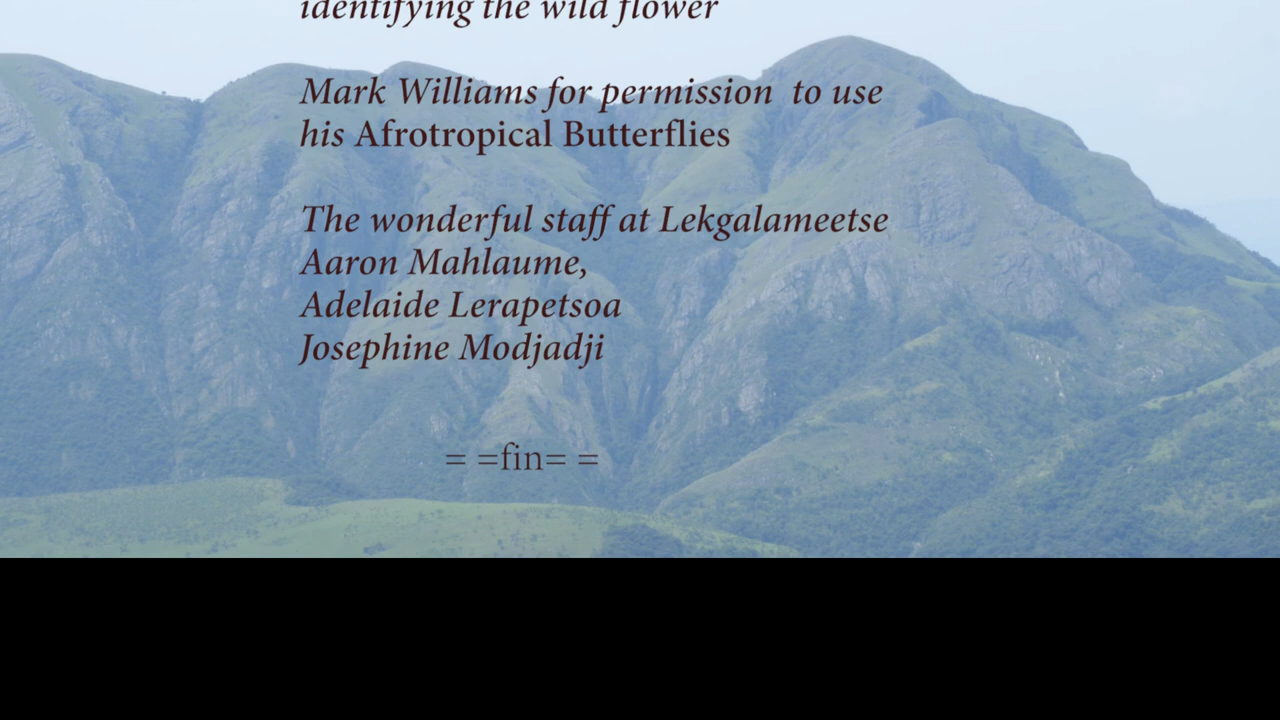 identifying the wild flower
Mark Williams for permission  to use
his Afrotropical Butterflies
The wonderful staff at Lekgalameetse
Aaron Mahlaume,
Adelaide Lerapetsoa
Josephine Modjadji
= =fin= =